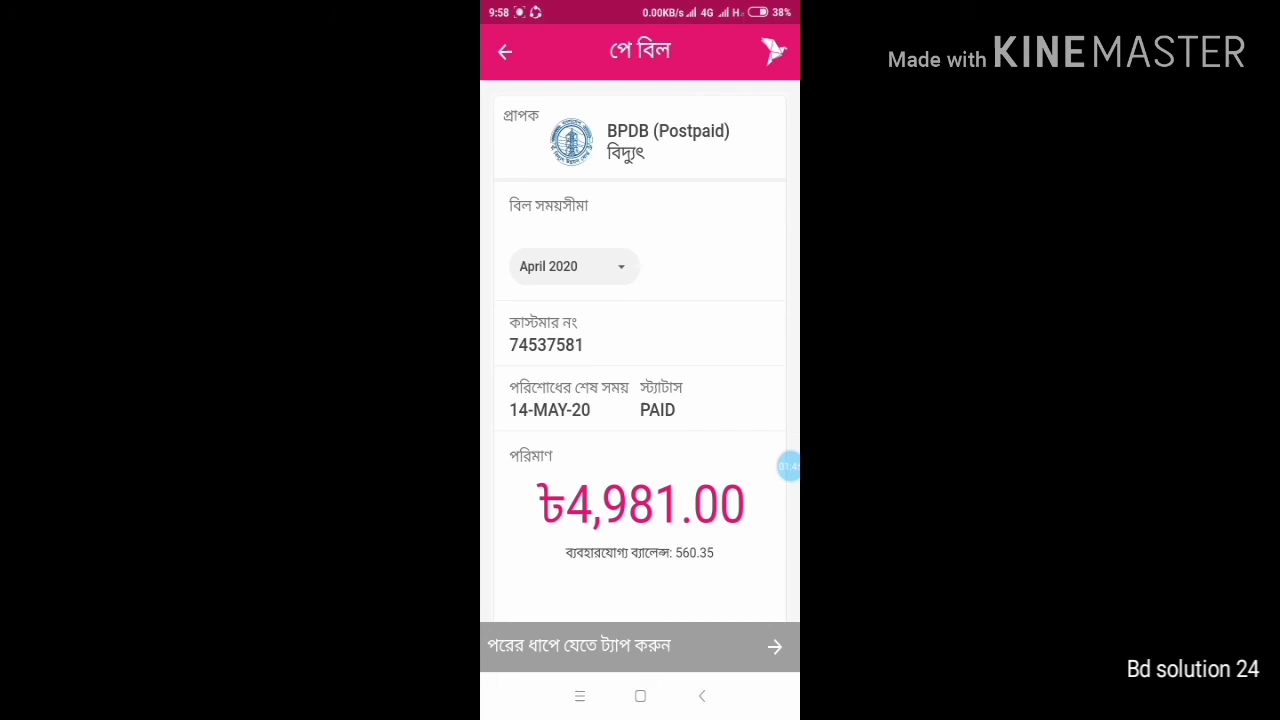 9:58 0.00KB/s 4G H 38%
Made with KINEMASTER
পে বিল
প্রাপক
BPDB (Postpaid)
বিদ্যুৎ
বিল সময়সীমা
April 2020
কাস্টমার নং
74537581
পরিশোধের শেষ সময় স্ট্যাটাস
14-MAY-20 PAID
পরিমাণ
৳4,981.00
ব্যবহারযোগ্য ব্যালেন্স: 560.35
পরের ধাপে যেতে ট্যাপ করুন
Bd solution 24